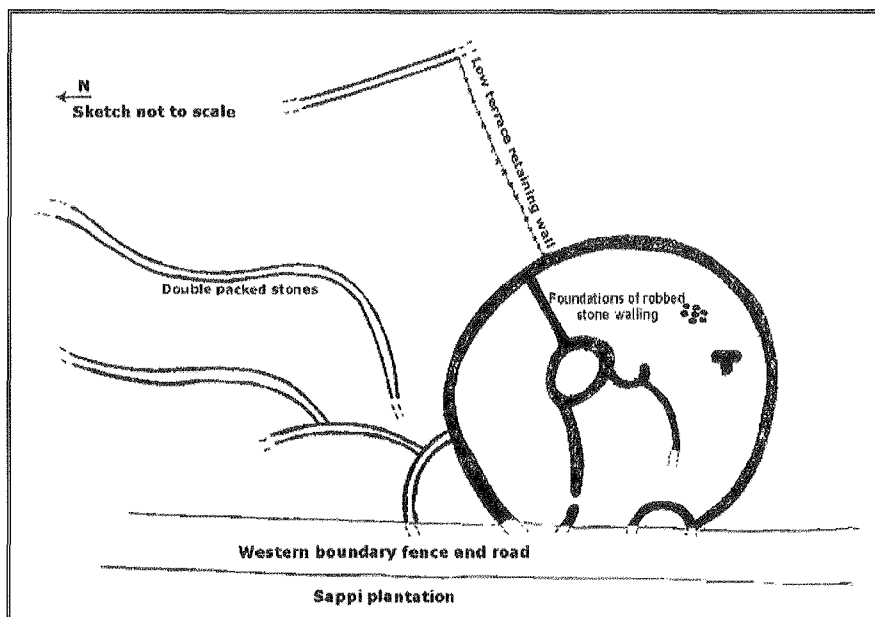 N
Sketch not to scale
Low terrace retaining wall
Double packed stones
Foundations of robbed
stone walling
Western boundary fence and road
Sappi plantation